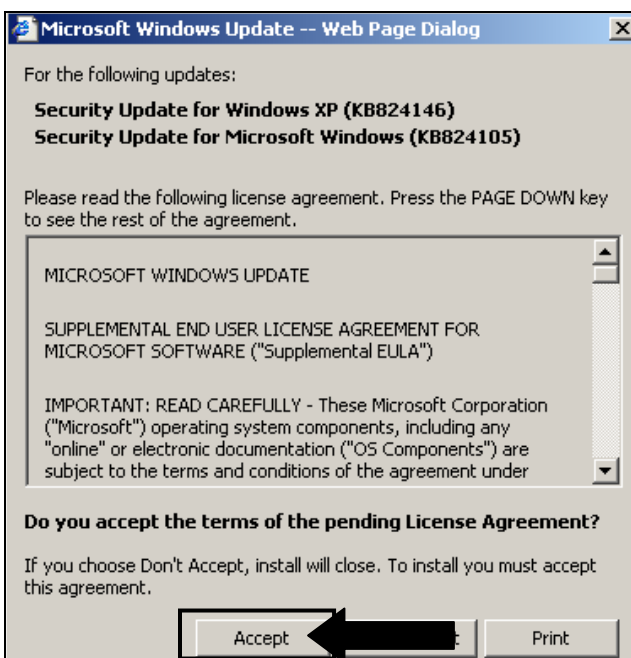 Microsoft Windows Update -- Web Page Dialog
For the following updates:
Security Update for Windows XP (KB824146)
Security Update for Microsoft Windows (KB824105)
Please read the following license agreement. Press the PAGE DOWN key
to see the rest of the agreement.
MICROSOFT WINDOWS UPDATE
SUPPLEMENTAL END USER LICENSE AGREEMENT FOR
MICROSOFT SOFTWARE ("Supplemental EULA")
IMPORTANT: READ CAREFULLY - These Microsoft Corporation
("Microsoft") operating system components, including any
"online" or electronic documentation ("OS Components") are
subject to the terms and conditions of the agreement under
Do you accept the terms of the pending License Agreement?
If you choose Don't Accept, install will close. To install you must accept
this agreement.
Accept Print